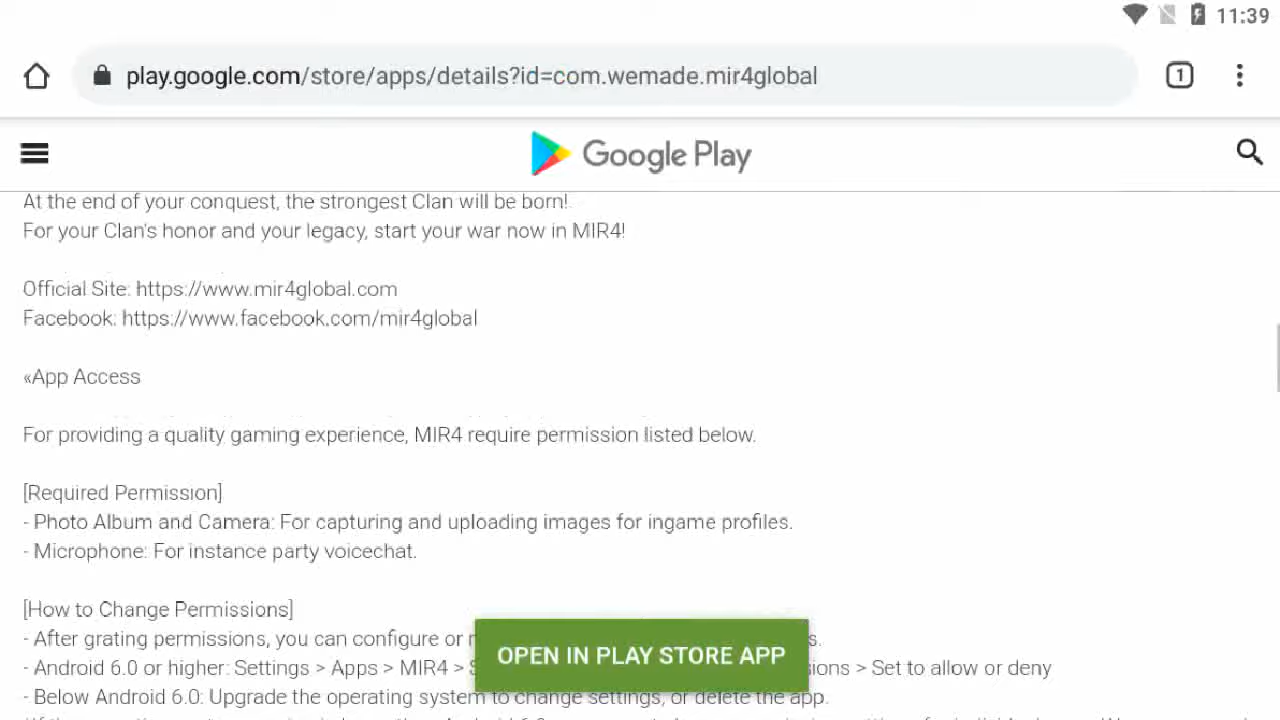 11:39
play.google.com/store/apps/details?id=com.wemade.mir4global
1
Google Play
At the end of your conquest, the strongest Clan will be born!
For your Clan's honor and your legacy, start your war now in MIR4!
Official Site: https://www.mir4global.com
Facebook: https://www.facebook.com/mir4global
«App Access
For providing a quality gaming experience, MIR4 require permission listed below.
[Required Permission]
- Photo Album and Camera: For capturing and uploading images for ingame profiles.
- Microphone: For instance party voicechat.
[How to Change Permissions]
- After grating permissions, you can configure or
OPEN IN PLAY STORE APP
- Android 6.0 or higher: Settings > Apps > MIR4 > > Set to allow or deny
- Below Android 6.0: Upgrade the operating system to change settings, or delete the app.